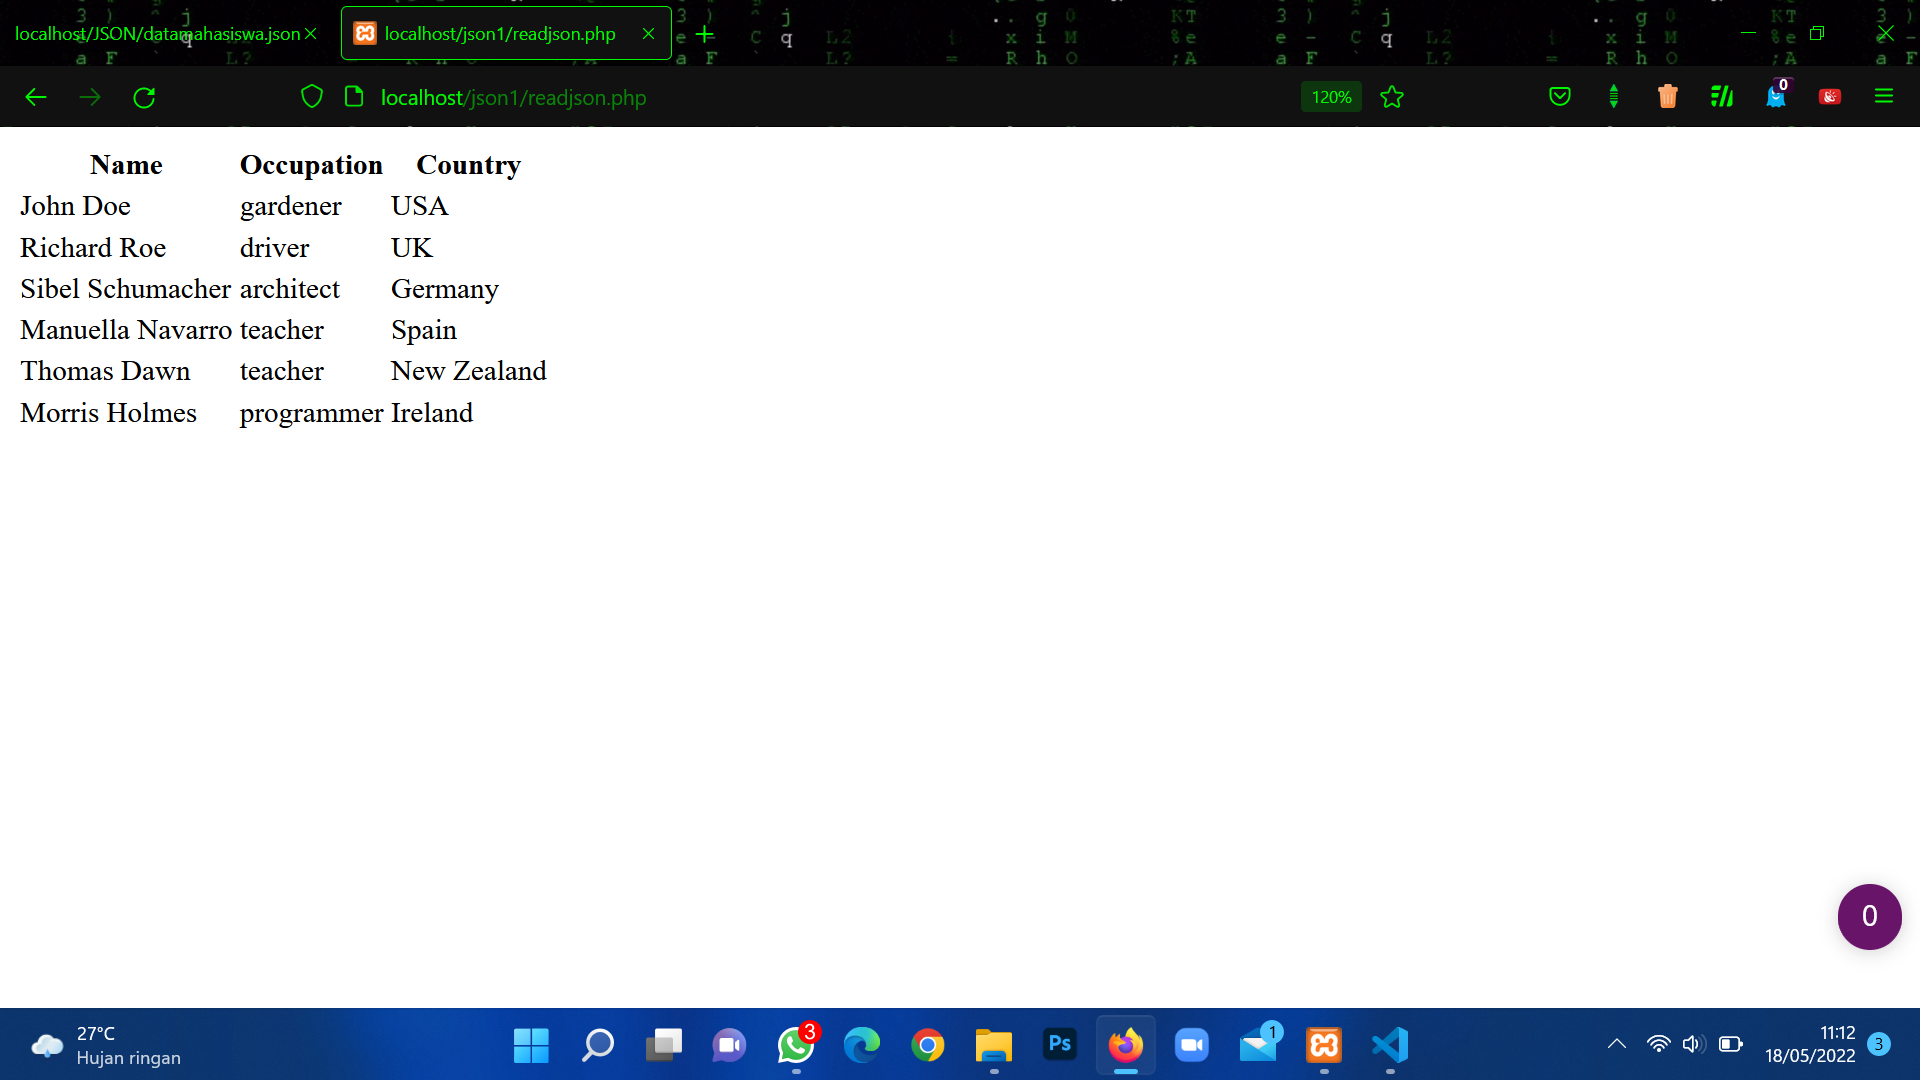 localhost/JSON/datamahasiswa.json
localhost/json1/readjson.php
localhost/json1/readjson.php
120%
0
Name Occupation Country
John Doe gardener USA
Richard Roe driver UK
Sibel Schumacher architect Germany
Manuella Navarro teacher Spain
Thomas Dawn teacher New Zealand
Morris Holmes programmer Ireland
0
27°C
Hujan ringan
3
Ps
1
11:12
18/05/2022
3